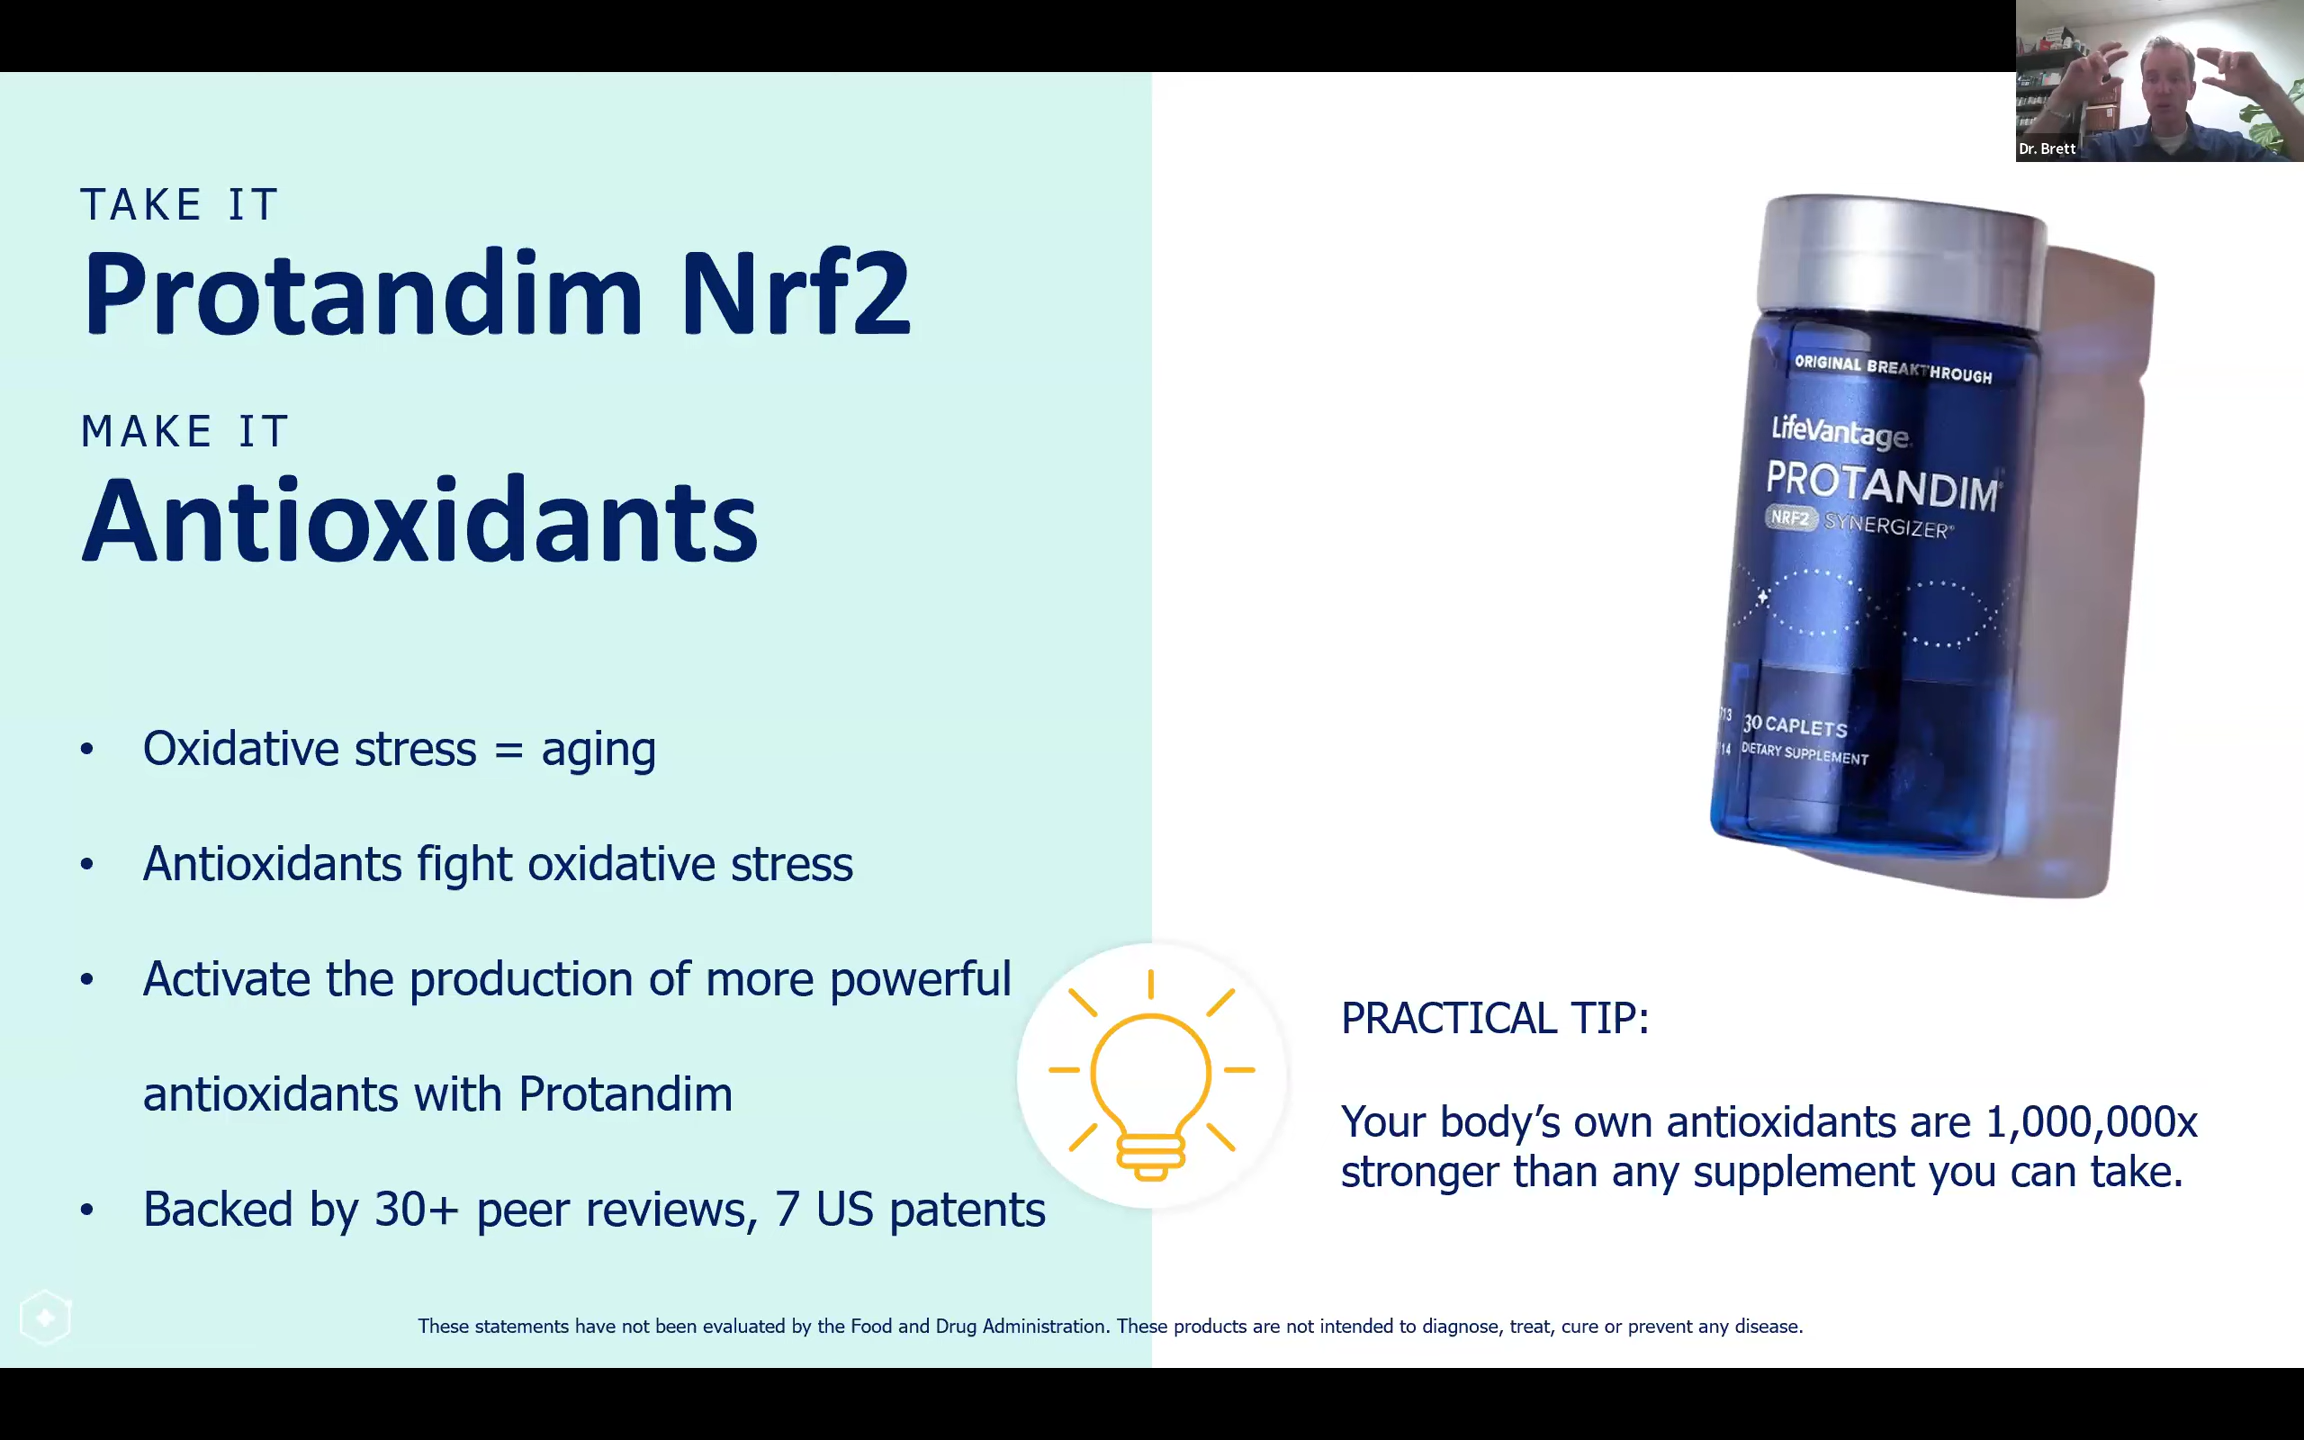 Dr. Brett
TAKE IT
Protandim Nrf2
MAKE IT
Antioxidants
• Oxidative stress = aging
• Antioxidants fight oxidative stress
• Activate the production of more powerful
antioxidants with Protandim
• Backed by 30+ peer reviews, 7 US patents
ORIGINAL BREAKTHROUGH
LifeVantage
PROTANDIM®
NRF2 SYNERGIZER®
30 CAPLETS
DIETARY SUPPLEMENT
PRACTICAL TIP:
Your body’s own antioxidants are 1,000,000x
stronger than any supplement you can take.
These statements have not been evaluated by the Food and Drug Administration. These products are not intended to diagnose, treat, cure or prevent any disease.